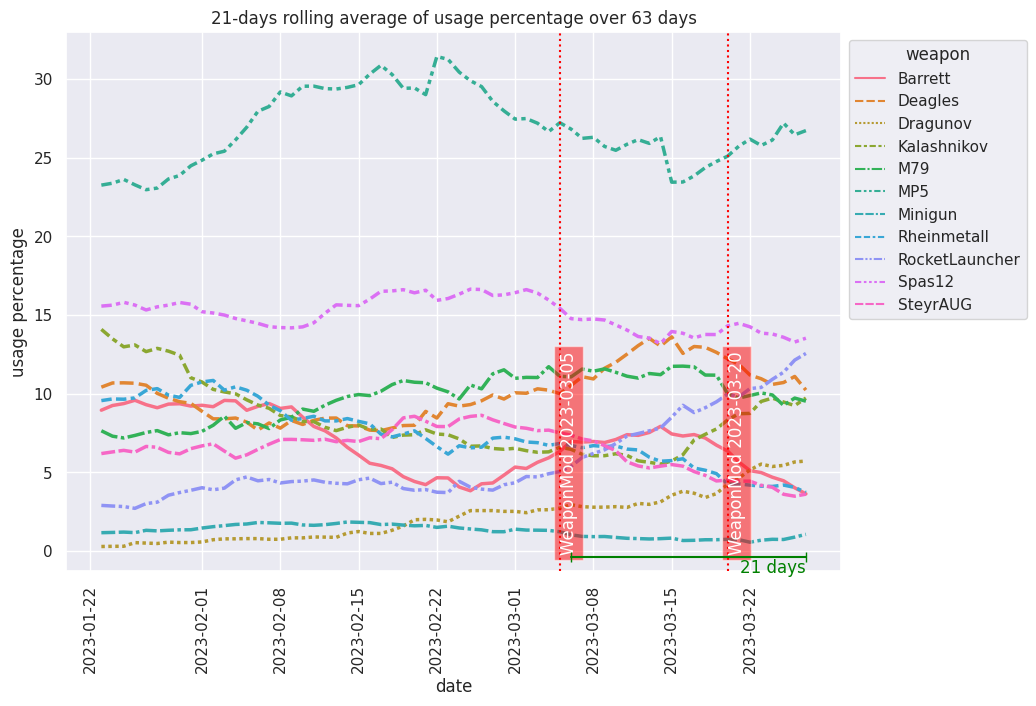 21-days rolling average of usage percentage over 63 days
usage percentage
30
25
20
15
10
5
0
WeaponMod 2023-03-05
WeaponMod 2023-03-20
21 days
2023-01-22
2023-02-01
2023-02-08
2023-02-15
2023-02-22
2023-03-01
2023-03-08
2023-03-15
2023-03-22
date
weapon
Barrett
Deagles
Dragunov
Kalashnikov
M79
MP5
Minigun
Rheinmetall
RocketLauncher
Spas12
SteyrAUG